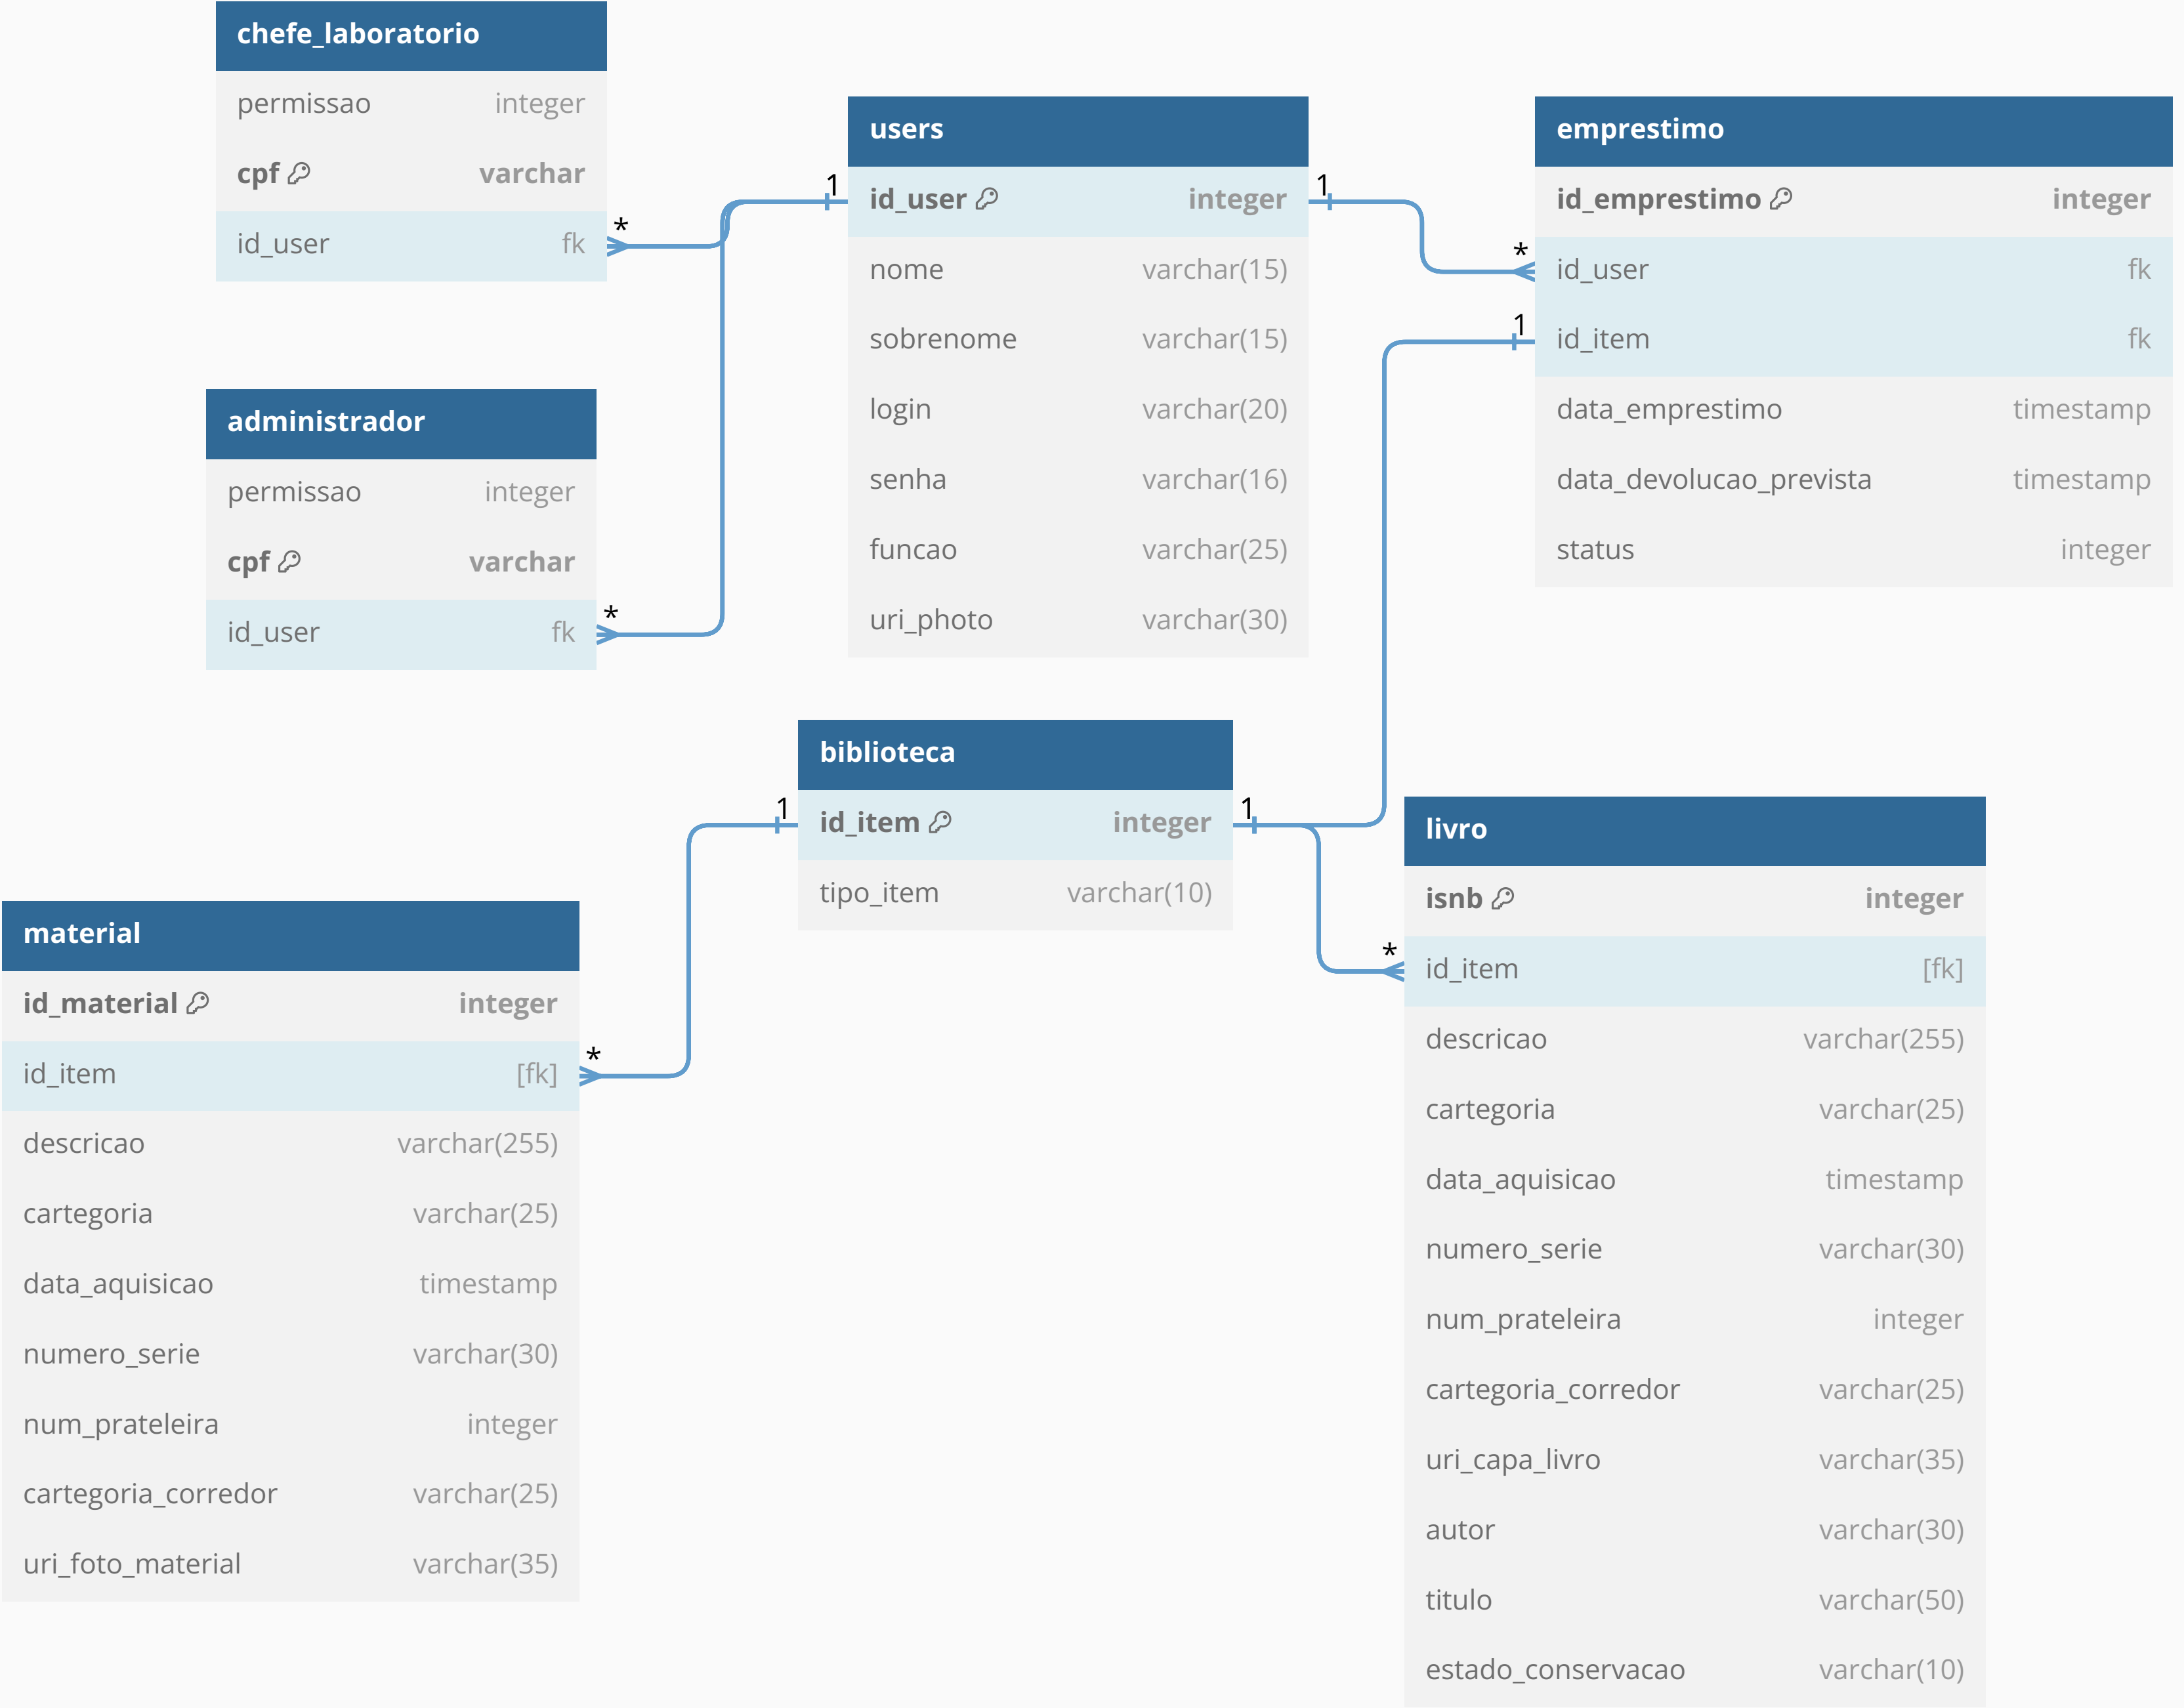 chefe_laboratorio
permissao integer
cpf varchar
id_user fk
*
administrador
permissao integer
cpf varchar
id_user fk
*
users
1 id_user integer 1
nome varchar(15)
sobrenome varchar(15)
login varchar(20)
senha varchar(16)
funcao varchar(25)
uri_photo varchar(30)
emprestimo
id_emprestimo integer
* id_user fk
1 id_item fk
data_emprestimo timestamp
data_devolucao_prevista timestamp
status integer
biblioteca
1 id_item integer 1
tipo_item varchar(10)
material
id_material integer
id_item [fk] *
descricao varchar(255)
cartegoria varchar(25)
data_aquisicao timestamp
numero_serie varchar(30)
num_prateleira integer
cartegoria_corredor varchar(25)
uri_foto_material varchar(35)
livro
isnb integer
* id_item [fk]
descricao varchar(255)
cartegoria varchar(25)
data_aquisicao timestamp
numero_serie varchar(30)
num_prateleira integer
cartegoria_corredor varchar(25)
uri_capa_livro varchar(35)
autor varchar(30)
titulo varchar(50)
estado_conservacao varchar(10)